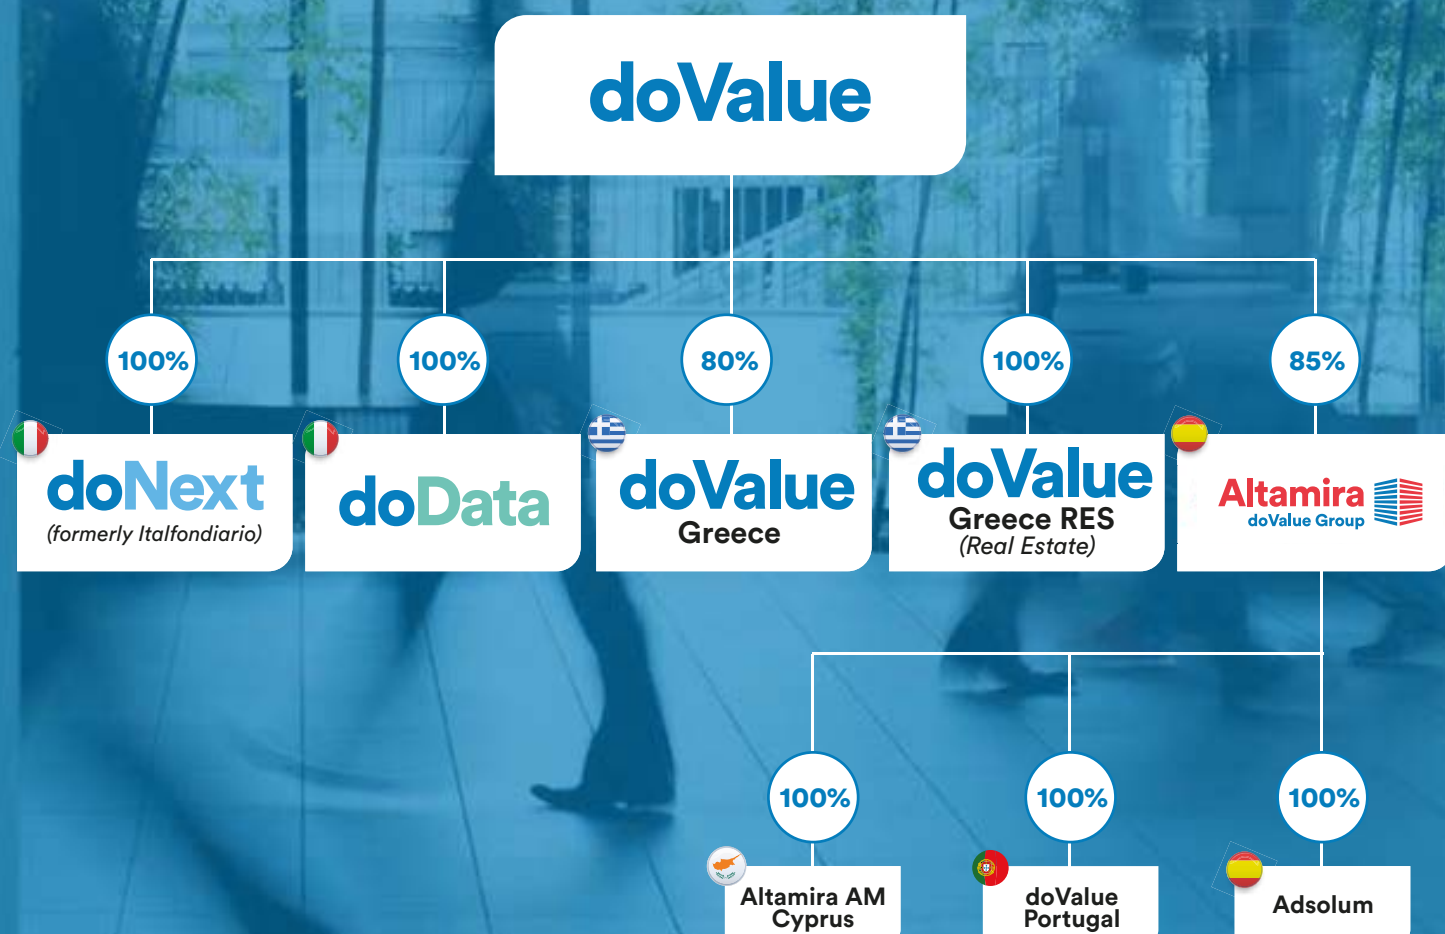 doValue
100%
100%
80%
100%
85%
doNext
(formerly Italfondiario)
doData
doValue
Greece
doValue
Greece RES
(Real Estate)
Altamira
doValue Group
100%
100%
100%
Altamira AM
Cyprus
doValue
Portugal
Adsolum